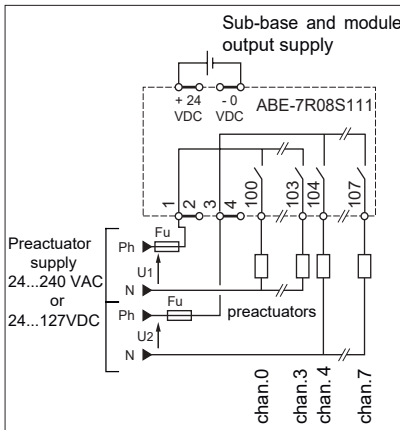 Sub-base and module
output supply
+ 24
VDC
- 0
VDC
ABE-7R08S111
1
2
3
4
100
103
104
107
Preactuator
supply
24...240 VAC
or
24...127VDC
Ph
Fu
U1
N
Ph
Fu
U2
N
preactuators
chan.0
chan.3
chan.4
chan.7